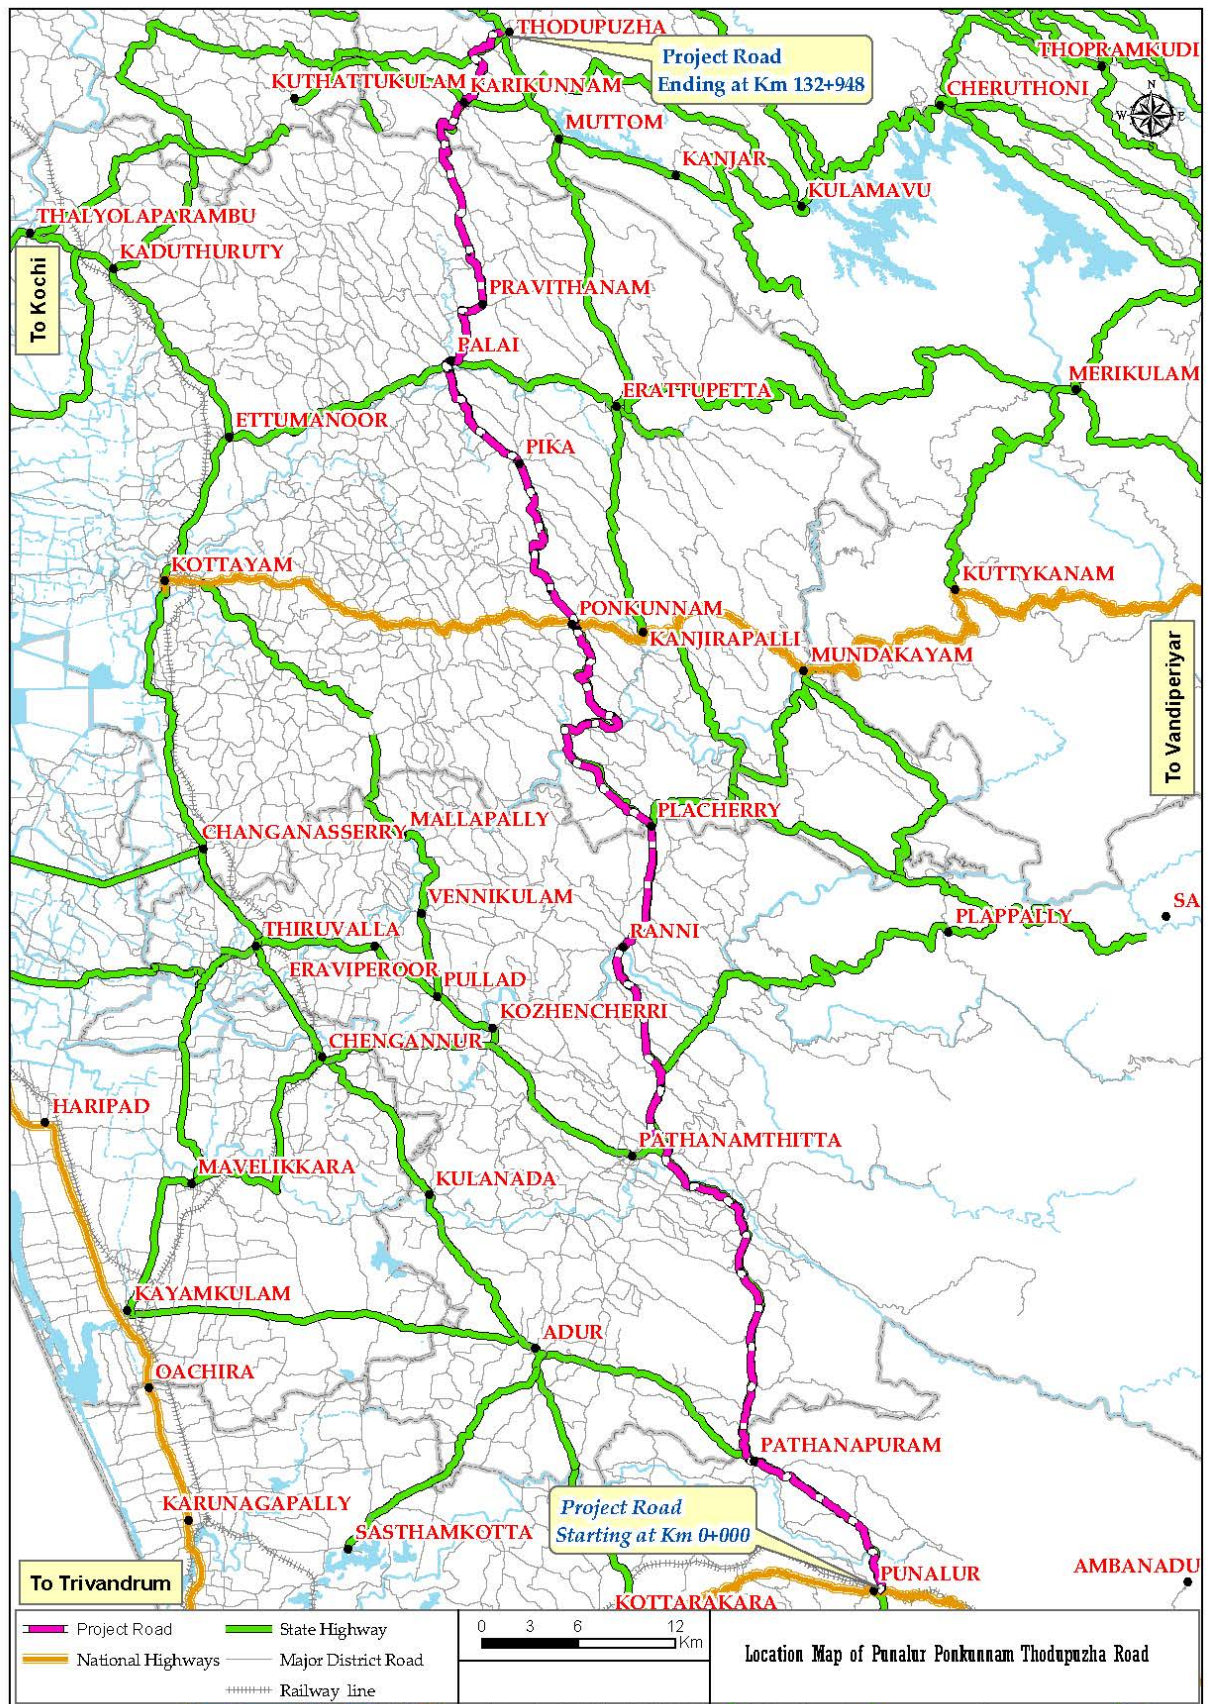 THODUPUZHA
Project Road
Ending at Km 132+948
THOPRAMKUDI
KUTHATTUKULAM
KARIKUNNAM
CHERUTHONI
N
W
E
S
MUTTOM
KANJAR
KULAMAVU
THALYOLAPARAMBU
KADUTHURUTY
To Kochi
PRAVITHANAM
PALAI
MERIKULAM
ERATTUPETTA
ETTUMANOOR
PIKA
KOTTAYAM
KUTTYKANAM
PONKUNNAM
KANJIRAPALLI
MUNDAKAYAM
To Vandiperiyar
PLACHERRY
MALLAPALLY
CHANGANASSERRY
VENNIKULAM
SA
PLAPPALLY
THIRUVALLA
RANNI
ERAVIPEROOR
PULLAD
KOZHENCHERRI
CHENGANNUR
HARIPAD
PATHANAMTHITTA
MAVELIKKARA
KULANADA
KAYAMKULAM
ADUR
OACHIRA
PATHANAPURAM
KARUNAGAPALLY
Project Road
Starting at Km 0+000
SASTHAMKOTTA
AMBANADU
PUNALUR
To Trivandrum
KOTTARAKARA
Project Road
State Highway
National Highways
Major District Road
Railway line
0 3 6 12
Km
Location Map of Punalur Ponkunnam Thodupuzha Road